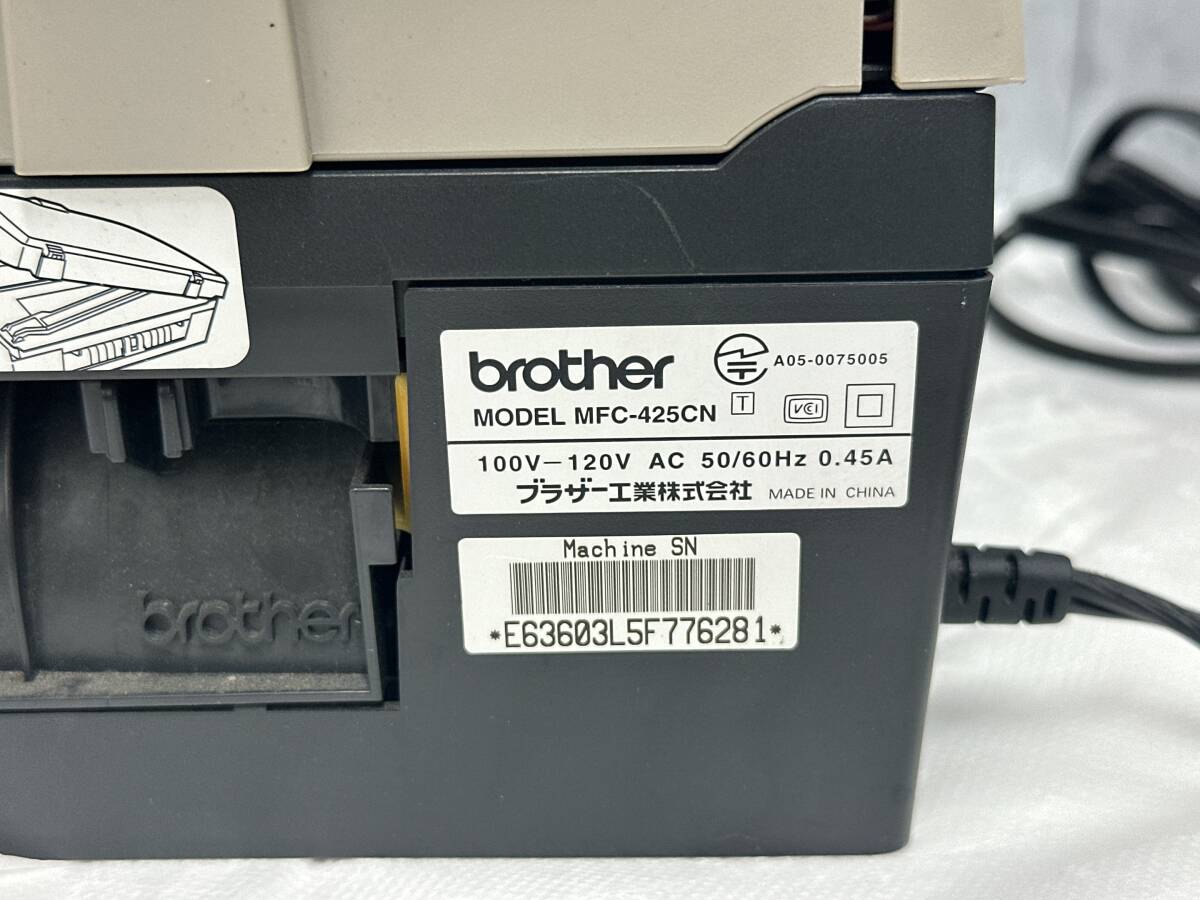 brother
A05-0075005
MODEL MFC-425CN
T
VCI
100V-120V AC 50/60Hz 0.45A
ブラザー工業株式会社 MADE IN CHINA
Machine SN
*E63603L5F776281*
brother